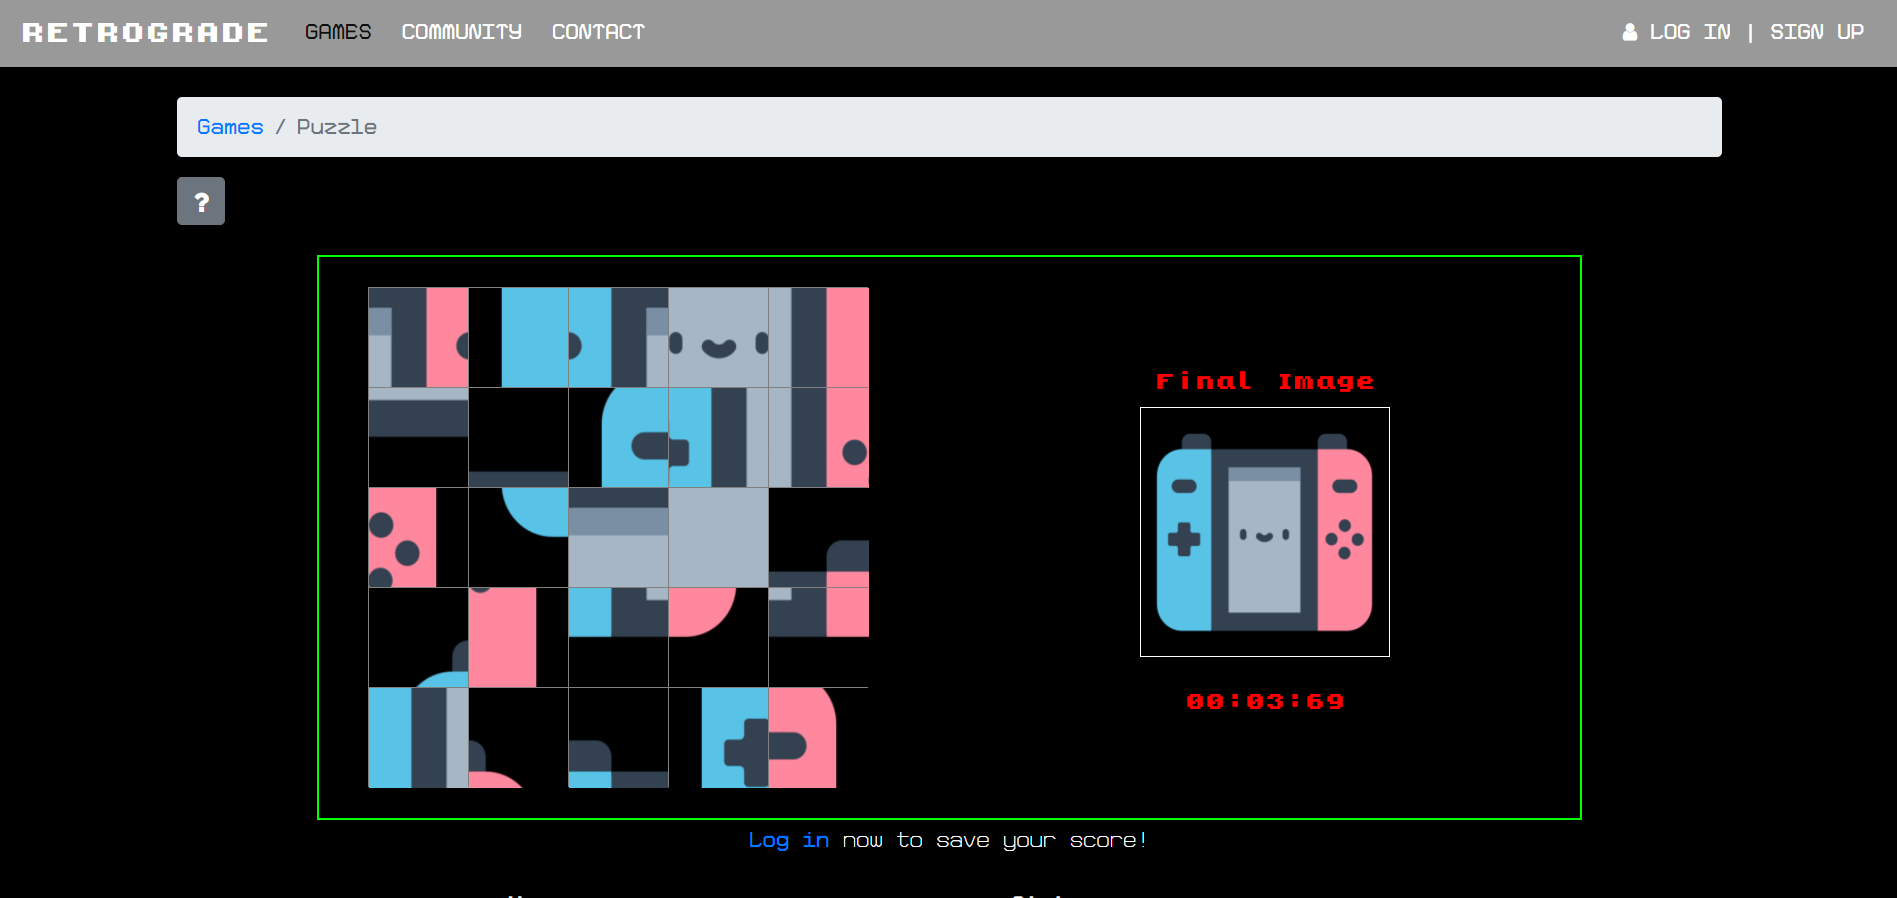 RETROGRADE GAMES COMMUNITY CONTACT LOG IN | SIGN UP
Games / Puzzle
?
Final Image
00:03:69
Log in now to save your score!